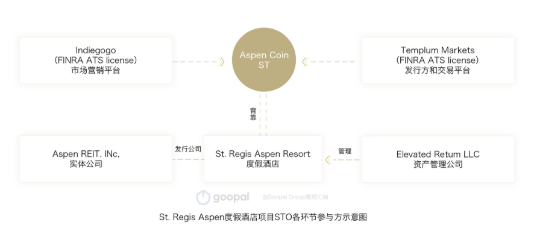 Indiegogo
(FINRA ATS license)
市场营销平台
Aspen Coin
ST
Templum Markets
(FINRA ATS license)
发行方和交易平台
背靠
Aspen REIT. INc,
实体公司
发行公司
St. Regis Aspen Resort
度假酒店
管理
Elevated Retum LLC
资产管理公司
goopal
St. Regis Aspen度假酒店项目STO各环节参与方示意图